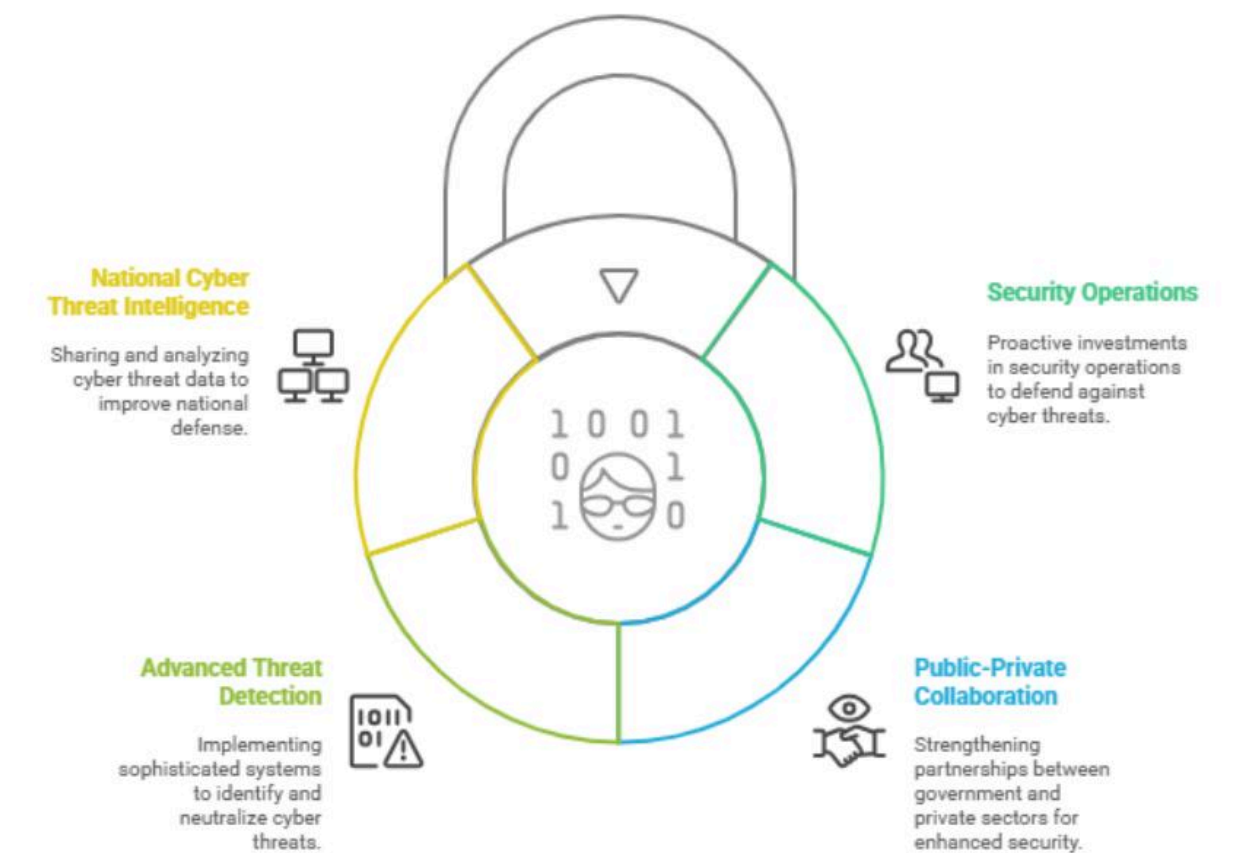 National Cyber
Threat Intelligence
Sharing and analyzing
cyber threat data to
improve national
defense.
Security Operations
Proactive investments
in security operations
to defend against
cyber threats.
1 0 0 1
0 1
1 0
Advanced Threat
Detection
1011
01
Implementing
sophisticated systems
to identify and
neutralize cyber
threats.
Public-Private
Collaboration
Strengthening
partnerships between
government and
private sectors for
enhanced security.